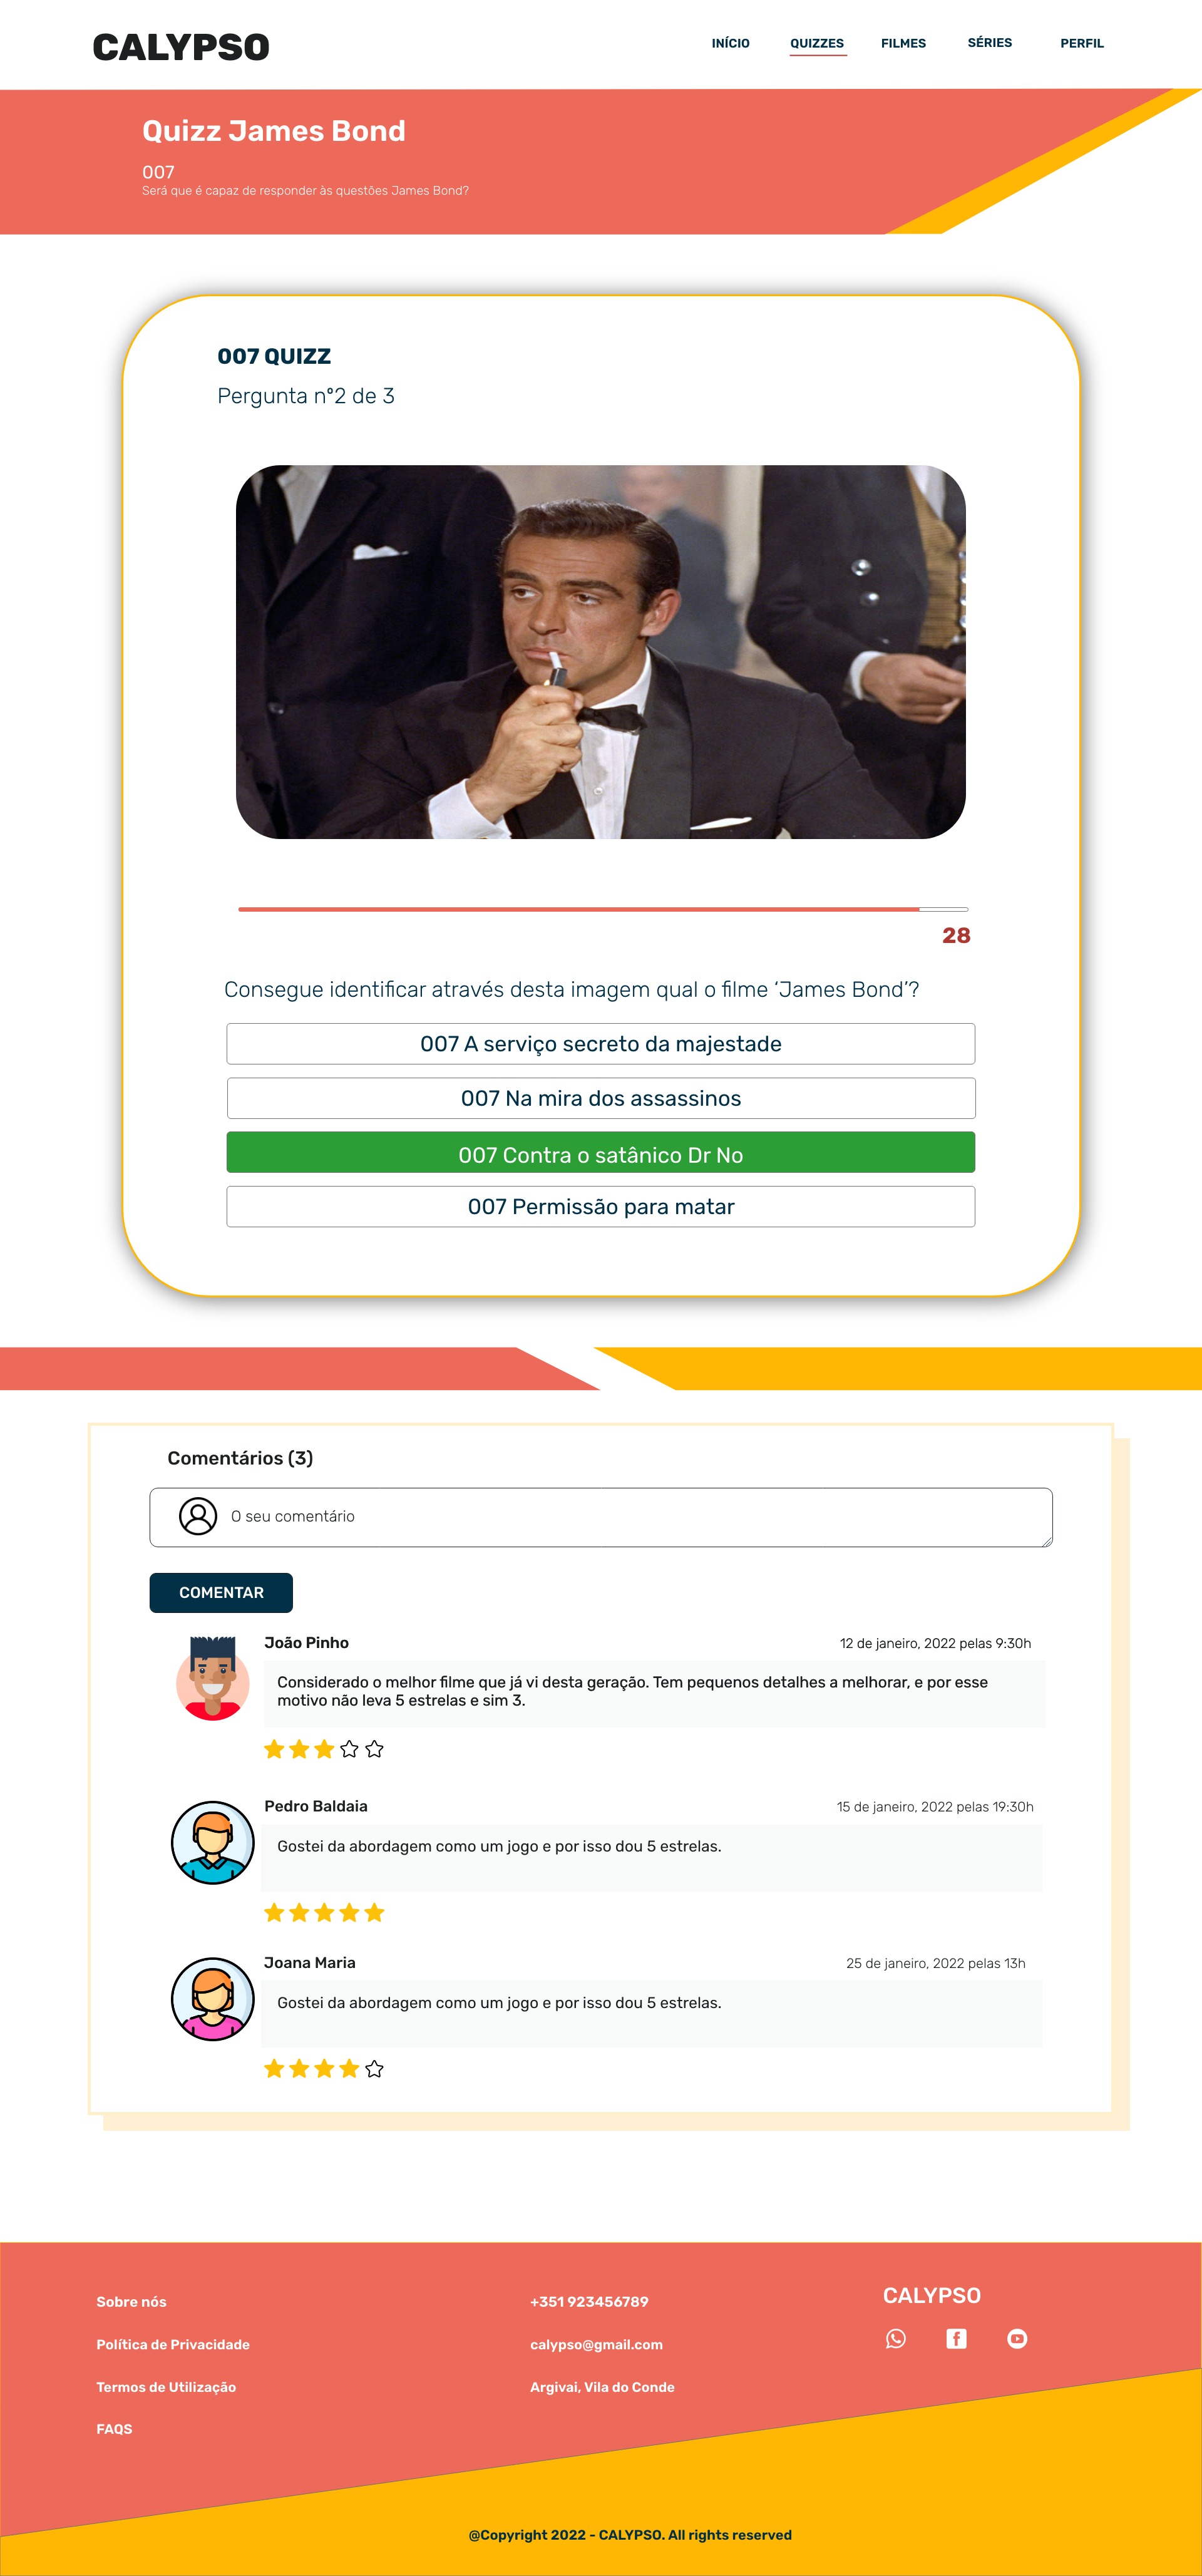 CALYPSO
INÍCIO QUIZZES FILMES SÉRIES PERFIL
Quizz James Bond
007
Será que é capaz de responder às questões James Bond?
007 QUIZZ
Pergunta nº2 de 3
28
Consegue identificar através desta imagem qual o filme ‘James Bond’?
007 A serviço secreto da majestade
007 Na mira dos assassinos
007 Contra o satânico Dr No
007 Permissão para matar
Comentários (3)
O seu comentário
COMENTAR
João Pinho
12 de janeiro, 2022 pelas 9:30h
Considerado o melhor filme que já vi desta geração. Tem pequenos detalhes a melhorar, e por esse
motivo não leva 5 estrelas e sim 3.
Pedro Baldaia
15 de janeiro, 2022 pelas 19:30h
Gostei da abordagem como um jogo e por isso dou 5 estrelas.
Joana Maria
25 de janeiro, 2022 pelas 13h
Gostei da abordagem como um jogo e por isso dou 5 estrelas.
Sobre nós
Política de Privacidade
Termos de Utilização
FAQS
+351 923456789
calypso@gmail.com
Argivai, Vila do Conde
CALYPSO
@Copyright 2022 - CALYPSO. All rights reserved